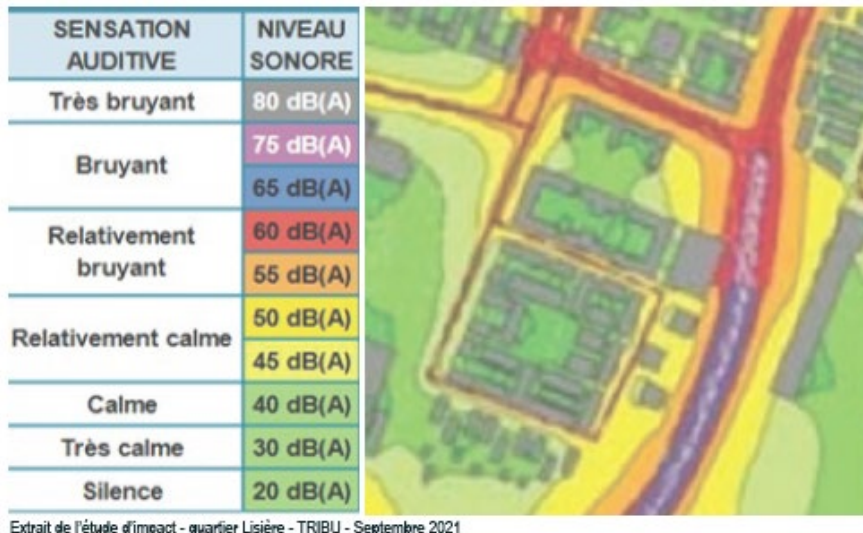 SENSATION NIVEAU
AUDITIVE SONORE
Très bruyant 80 dB(A)
75 dB(A)
Bruyant
65 dB(A)
Relativement 60 dB(A)
bruyant 55 dB(A)
50 dB(A)
Relativement calme
45 dB(A)
Calme 40 dB(A)
Très calme 30 dB(A)
Silence 20 dB(A)
Extrait de l'étude d'impact - quartier Lisière - TRIBU - Septembre 2021